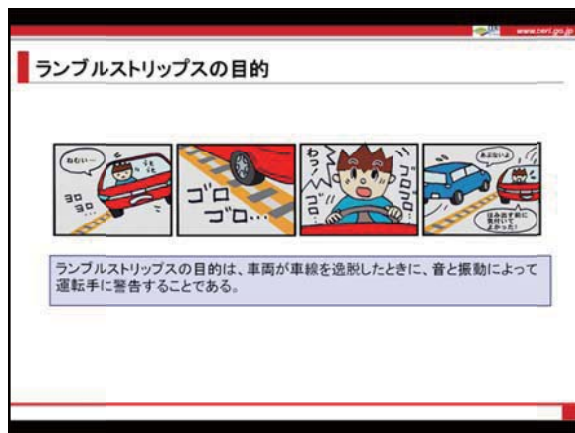 www.ceri.go.jp
ランブルストリップスの目的
ねむい…
うと
うと
ヨロ
ヨロ…
ゴロ
ゴロ…
わっ!
ゴロゴロ
ゴロ…
あぶないよ
はみ出す前に
気付いて
よかった!
ランブルストリップスの目的は、車両が車線を逸脱したときに、音と振動によって
運転手に警告することである。